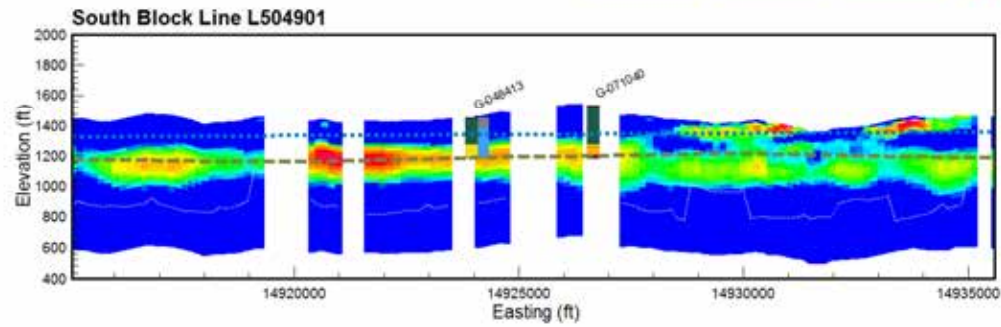 South Block Line L504901
2000
1800
1600
1400
1200
1000
800
600
400
Elevation (ft)
G-046413
G-071040
14920000
14925000
14930000
14935000
Easting (ft)